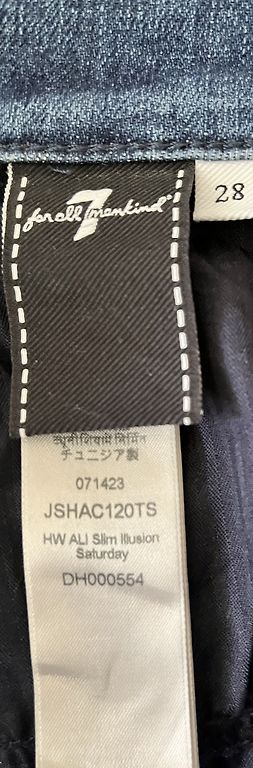 7
for all mankind
28
チュニジア製
071423
JSHAC120TS
HW ALI Slim Illusion
Saturday
DH000554